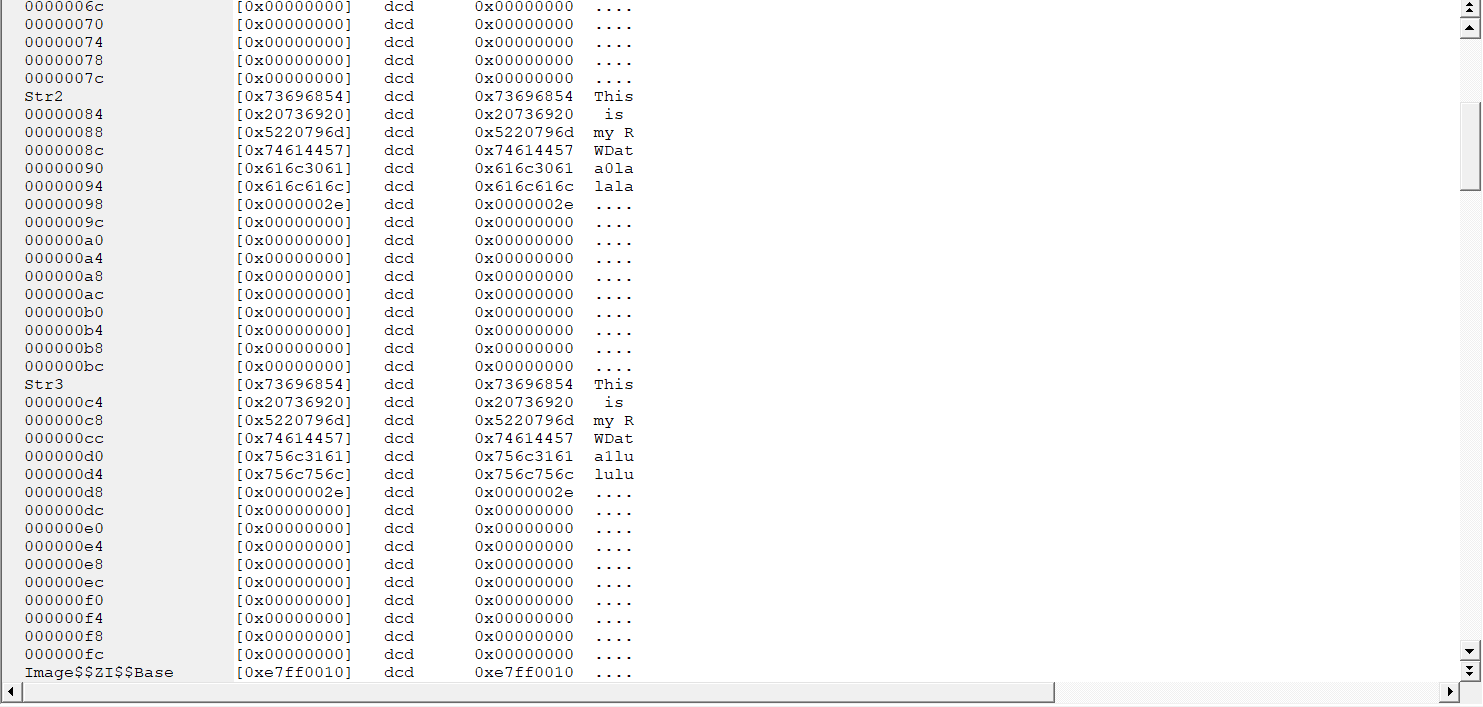 0000006c [0x00000000] dcd 0x00000000 ....
00000070 [0x00000000] dcd 0x00000000 ....
00000074 [0x00000000] dcd 0x00000000 ....
00000078 [0x00000000] dcd 0x00000000 ....
0000007c [0x00000000] dcd 0x00000000 ....
Str2 [0x73696854] dcd 0x73696854 This
00000084 [0x20736920] dcd 0x20736920 is
00000088 [0x5220796d] dcd 0x5220796d my R
0000008c [0x74614457] dcd 0x74614457 WDat
00000090 [0x616c3061] dcd 0x616c3061 a0la
00000094 [0x616c616c] dcd 0x616c616c lala
00000098 [0x0000002e] dcd 0x0000002e ....
0000009c [0x00000000] dcd 0x00000000 ....
000000a0 [0x00000000] dcd 0x00000000 ....
000000a4 [0x00000000] dcd 0x00000000 ....
000000a8 [0x00000000] dcd 0x00000000 ....
000000ac [0x00000000] dcd 0x00000000 ....
000000b0 [0x00000000] dcd 0x00000000 ....
000000b4 [0x00000000] dcd 0x00000000 ....
000000b8 [0x00000000] dcd 0x00000000 ....
000000bc [0x00000000] dcd 0x00000000 ....
Str3 [0x73696854] dcd 0x73696854 This
000000c4 [0x20736920] dcd 0x20736920 is
000000c8 [0x5220796d] dcd 0x5220796d my R
000000cc [0x74614457] dcd 0x74614457 WDat
000000d0 [0x756c3161] dcd 0x756c3161 a1lu
000000d4 [0x756c756c] dcd 0x756c756c lulu
000000d8 [0x0000002e] dcd 0x0000002e ....
000000dc [0x00000000] dcd 0x00000000 ....
000000e0 [0x00000000] dcd 0x00000000 ....
000000e4 [0x00000000] dcd 0x00000000 ....
000000e8 [0x00000000] dcd 0x00000000 ....
000000ec [0x00000000] dcd 0x00000000 ....
000000f0 [0x00000000] dcd 0x00000000 ....
000000f4 [0x00000000] dcd 0x00000000 ....
000000f8 [0x00000000] dcd 0x00000000 ....
000000fc [0x00000000] dcd 0x00000000 ....
Image$$ZI$$Base [0xe7ff0010] dcd 0xe7ff0010 ....